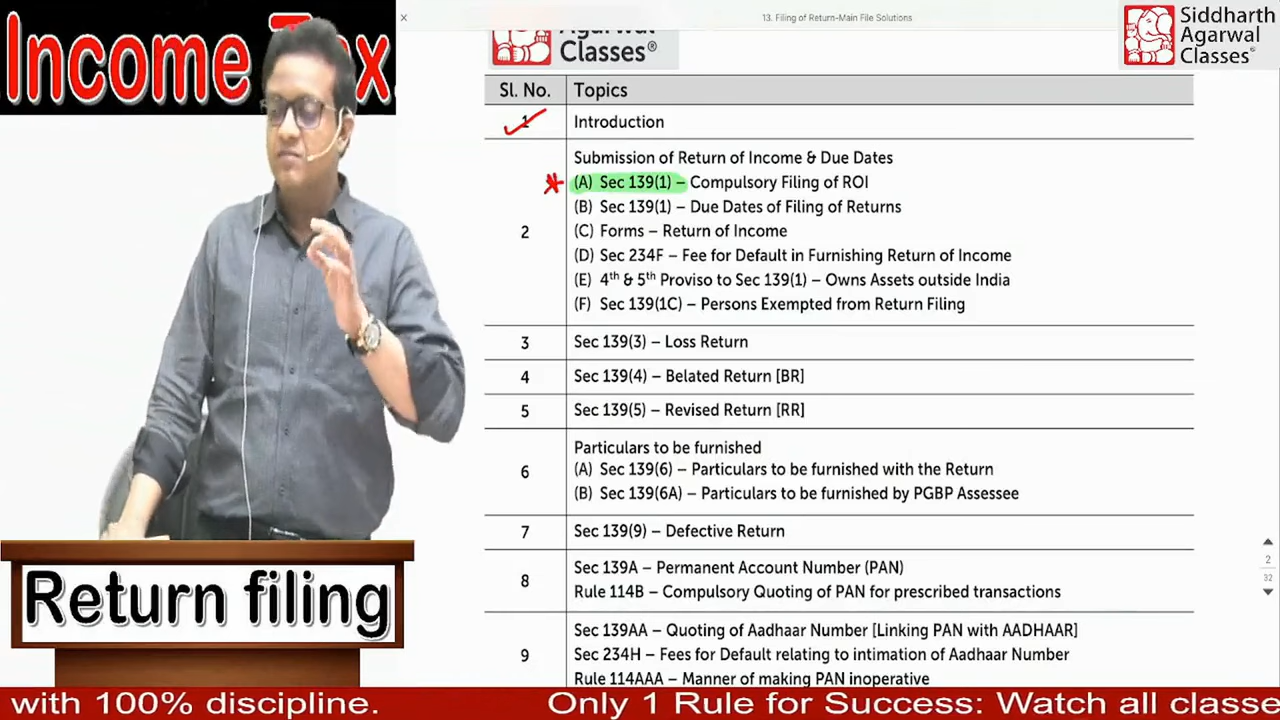 Income Tax
13. Filing of Return-Main File Solutions
Siddharth
Agarwal
Classes®
Agarwal
Classes®
Sl. No. Topics
1 Introduction
2
Submission of Return of Income & Due Dates
(A) Sec 139(1) – Compulsory Filing of ROI
(B) Sec 139(1) – Due Dates of Filing of Returns
(C) Forms – Return of Income
(D) Sec 234F – Fee for Default in Furnishing Return of Income
(E) 4th & 5th Proviso to Sec 139(1) – Owns Assets outside India
(F) Sec 139(1C) – Persons Exempted from Return Filing
3 Sec 139(3) – Loss Return
4 Sec 139(4) – Belated Return [BR]
5 Sec 139(5) – Revised Return [RR]
6
Particulars to be furnished
(A) Sec 139(6) – Particulars to be furnished with the Return
(B) Sec 139(6A) – Particulars to be furnished by PGBP Assessee
7 Sec 139(9) – Defective Return
8
Sec 139A – Permanent Account Number (PAN)
Rule 114B – Compulsory Quoting of PAN for prescribed transactions
9
Sec 139AA – Quoting of Aadhaar Number [Linking PAN with AADHAAR]
Sec 234H – Fees for Default relating to intimation of Aadhaar Number
Rule 114AAA – Manner of making PAN inoperative
2
32
Return filing
with 100% discipline. Only 1 Rule for Success: Watch all classe